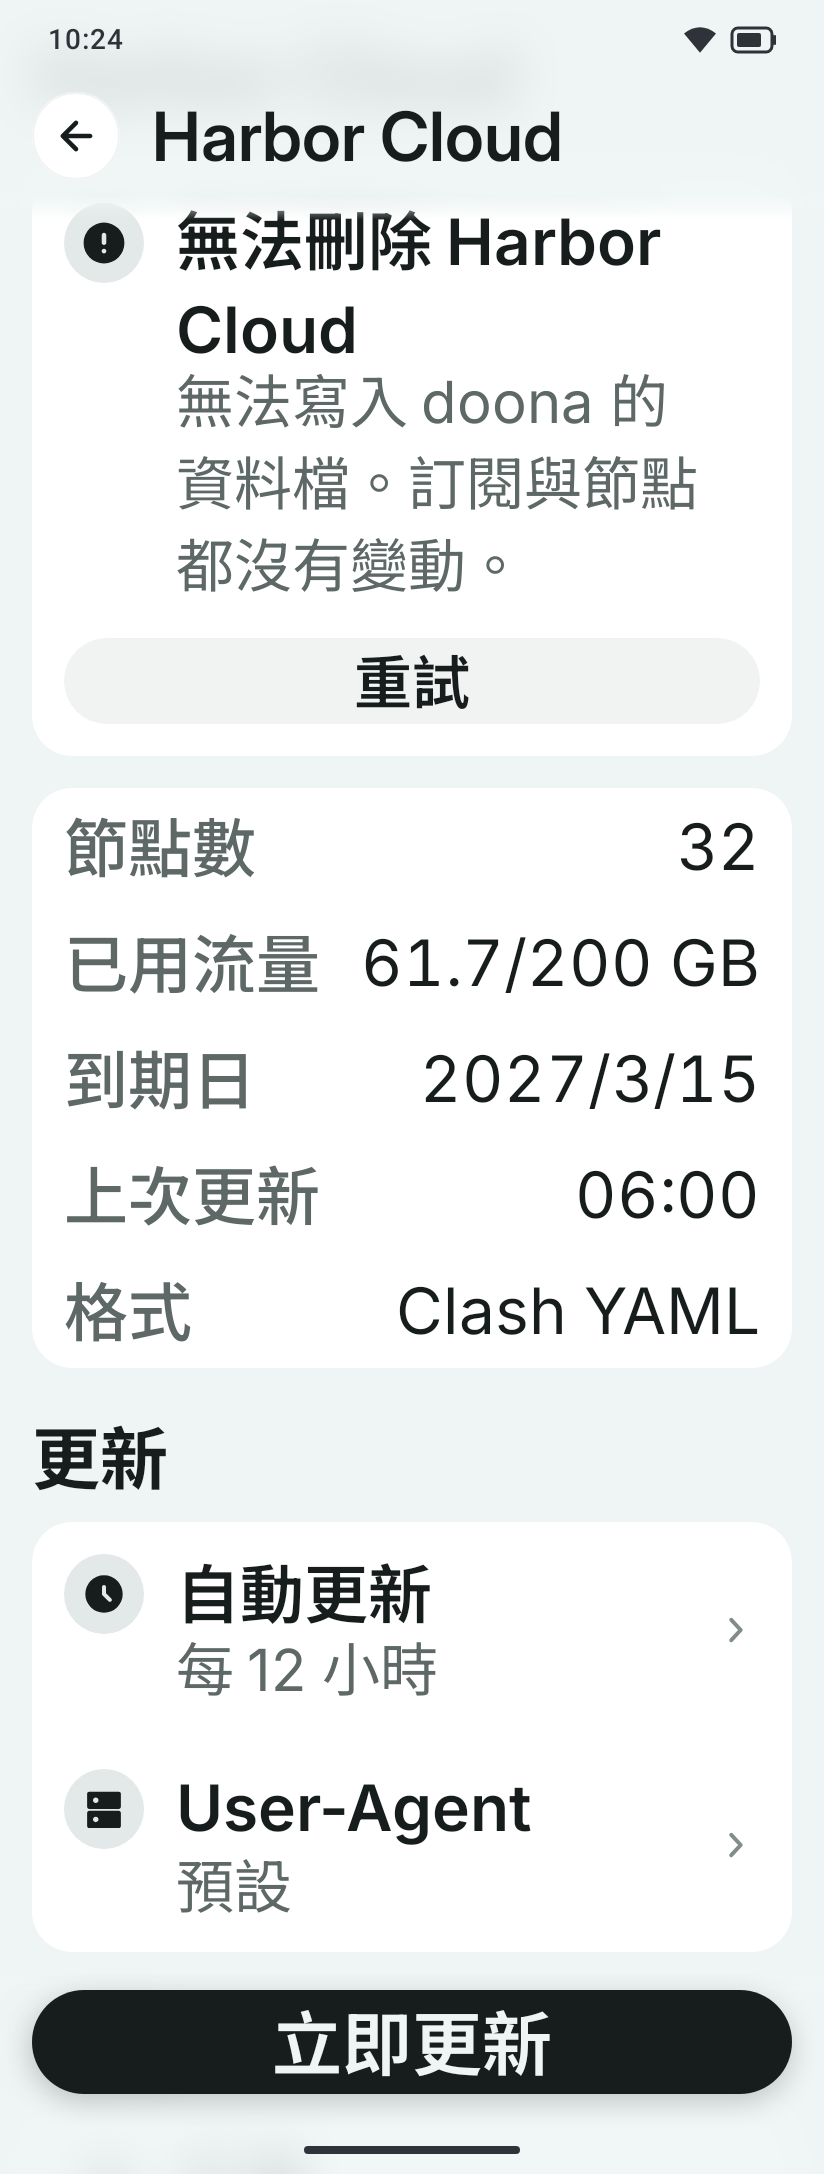 10:24
Harbor Cloud
無法刪除 Harbor
Cloud
無法寫入 doona 的
資料檔。訂閱與節點
都沒有變動。
重試
節點數 32
已用流量 61.7/200 GB
到期日 2027/3/15
上次更新 06:00
格式 Clash YAML
更新
自動更新
每 12 小時
User-Agent
預設
立即更新